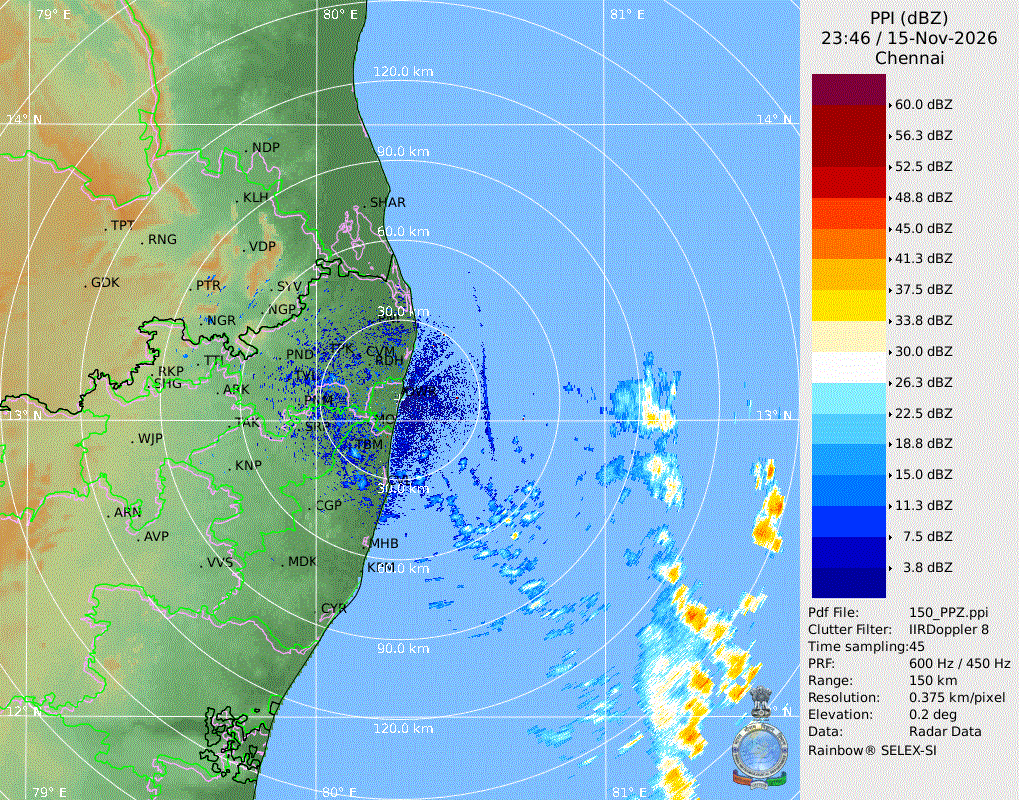 79° E
80° E
81° E
120.0 km
14° N
14° N
NDP
90.0 km
KLH
SHAR
TPT
RNG
60.0 km
VDP
GDK
PTR
SYV
NGP
30.0 km
NGR
PND
CVM
RDH
TTI
RKP
SHG
ARK
13° N
13° N
TAK
SRP
WJP
TBM
KNP
30.0 km
CGP
ARN
AVP
MHB
VVS
MDK
60.0 km
CYR
90.0 km
12° N
120.0 km
79° E
80° E
81° E
PPI (dBZ)
23:46 / 15-Nov-2026
Chennai
60.0 dBZ
56.3 dBZ
52.5 dBZ
48.8 dBZ
45.0 dBZ
41.3 dBZ
37.5 dBZ
33.8 dBZ
30.0 dBZ
26.3 dBZ
22.5 dBZ
18.8 dBZ
15.0 dBZ
11.3 dBZ
7.5 dBZ
3.8 dBZ
Pdf File: 150_PPZ.ppi
Clutter Filter: IIRDoppler 8
Time sampling:45
PRF: 600 Hz / 450 Hz
Range: 150 km
Resolution: 0.375 km/pixel
Elevation: 0.2 deg
Data: Radar Data
Rainbow® SELEX-SI